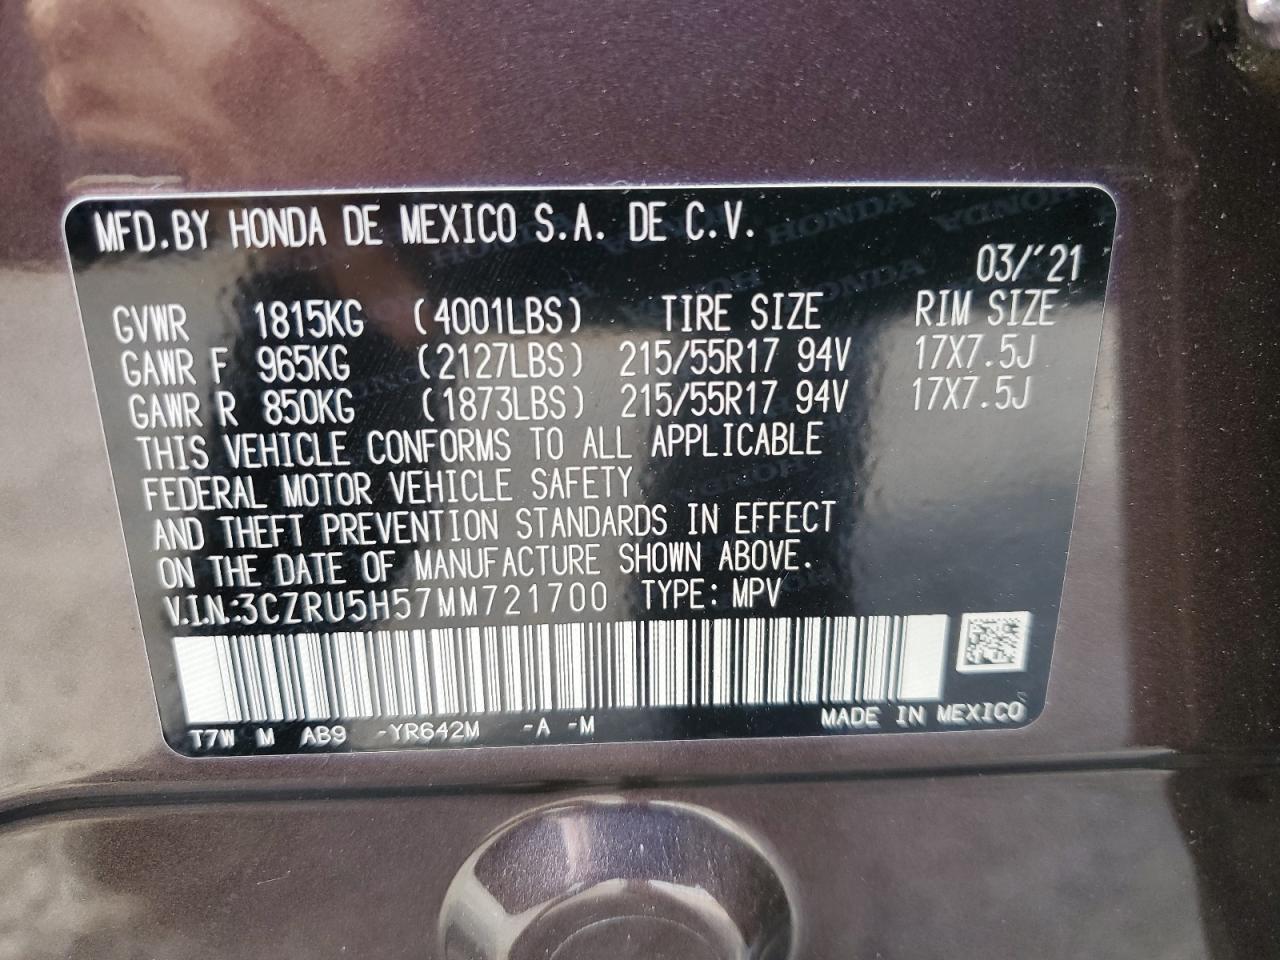 MFD.BY HONDA DE MEXICO S.A. DE C.V.
03/'21
GVWR 1815KG (4001LBS) TIRE SIZE RIM SIZE
GAWR F 965KG (2127LBS) 215/55R17 94V 17X7.5J
GAWR R 850KG (1873LBS) 215/55R17 94V 17X7.5J
THIS VEHICLE CONFORMS TO ALL APPLICABLE
FEDERAL MOTOR VEHICLE SAFETY
AND THEFT PREVENTION STANDARDS IN EFFECT
ON THE DATE OF MANUFACTURE SHOWN ABOVE.
V.I.N:3CZRU5H57MM721700 TYPE: MPV
T7W M AB9 -YR642M -A -M MADE IN MEXICO